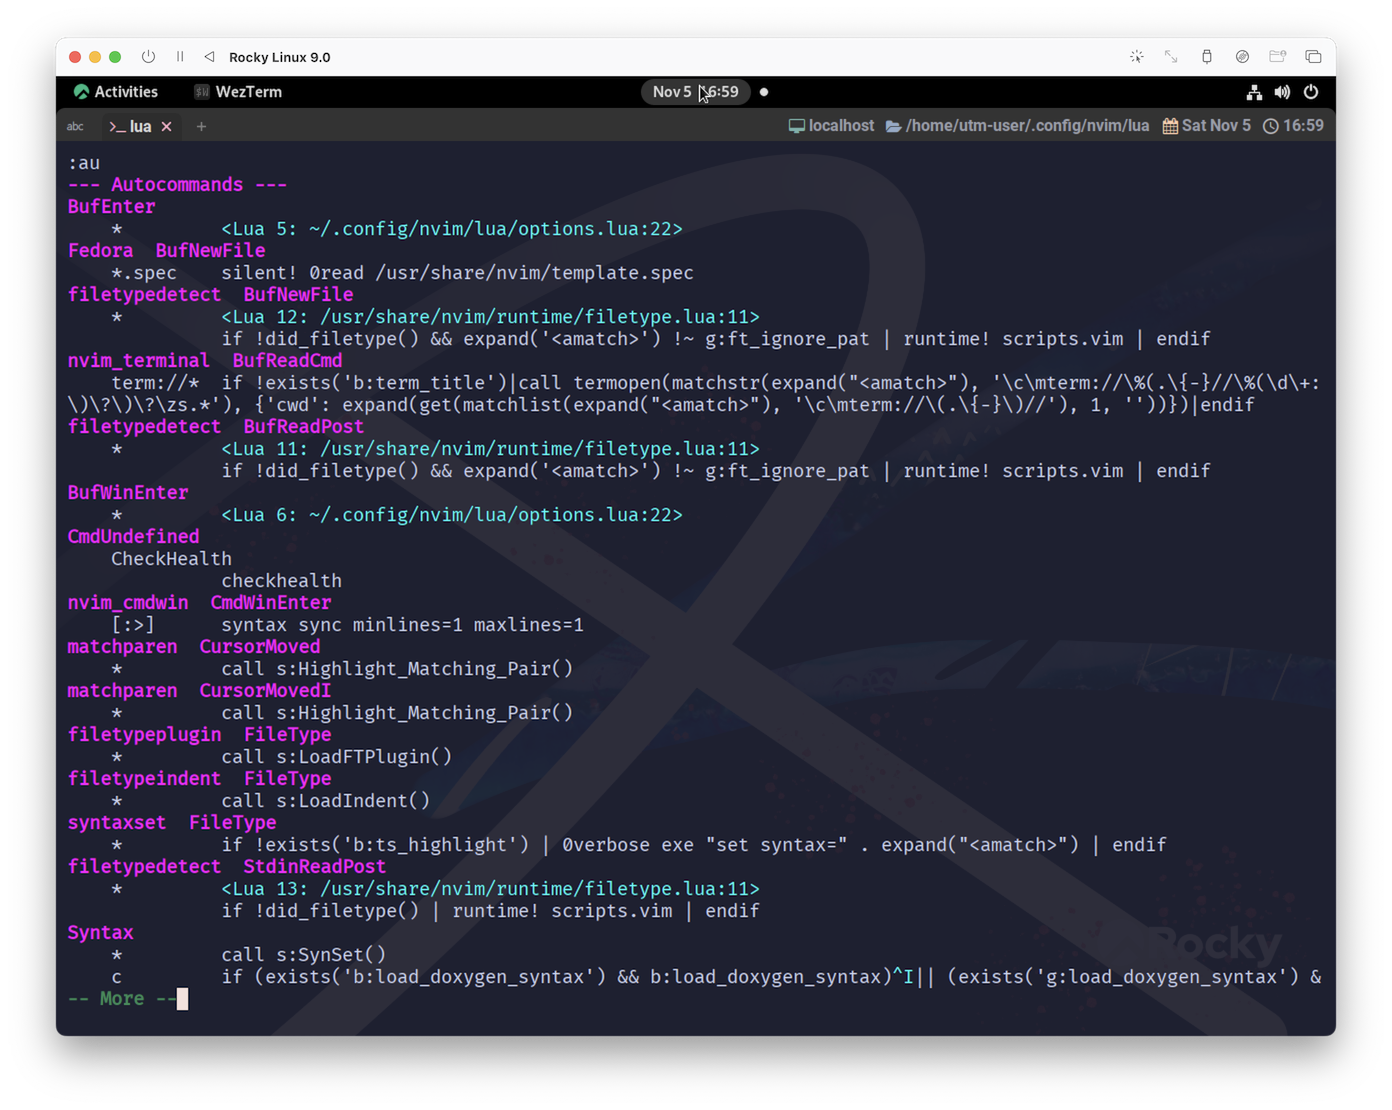 Rocky Linux 9.0
Activities WezTerm Nov 5 16:59
abc >_ lua × + localhost /home/utm-user/.config/nvim/lua Sat Nov 5 16:59
:au
--- Autocommands ---
BufEnter
    *         <Lua 5: ~/.config/nvim/lua/options.lua:22>
Fedora  BufNewFile
    *.spec    silent! 0read /usr/share/nvim/template.spec
filetypedetect  BufNewFile
    *         <Lua 12: /usr/share/nvim/runtime/filetype.lua:11>
              if !did_filetype() && expand('<amatch>') !~ g:ft_ignore_pat | runtime! scripts.vim | endif
nvim_terminal  BufReadCmd
    term://*  if !exists('b:term_title')|call termopen(matchstr(expand("<amatch>"), '\c\mterm://\%(.\{-}//\%(\d\+:
\)\?\)\?\zs.*'), {'cwd': expand(get(matchlist(expand("<amatch>"), '\c\mterm://\(.\{-}\)//'), 1, ''))})|endif
filetypedetect  BufReadPost
    *         <Lua 11: /usr/share/nvim/runtime/filetype.lua:11>
              if !did_filetype() && expand('<amatch>') !~ g:ft_ignore_pat | runtime! scripts.vim | endif
BufWinEnter
    *         <Lua 6: ~/.config/nvim/lua/options.lua:22>
CmdUndefined
    CheckHealth
              checkhealth
nvim_cmdwin  CmdWinEnter
    [:>]      syntax sync minlines=1 maxlines=1
matchparen  CursorMoved
    *         call s:Highlight_Matching_Pair()
matchparen  CursorMovedI
    *         call s:Highlight_Matching_Pair()
filetypeplugin  FileType
    *         call s:LoadFTPlugin()
filetypeindent  FileType
    *         call s:LoadIndent()
syntaxset  FileType
    *         if !exists('b:ts_highlight') | 0verbose exe "set syntax=" . expand("<amatch>") | endif
filetypedetect  StdinReadPost
    *         <Lua 13: /usr/share/nvim/runtime/filetype.lua:11>
              if !did_filetype() | runtime! scripts.vim | endif
Syntax
    *         call s:SynSet()
    c         if (exists('b:load_doxygen_syntax') && b:load_doxygen_syntax)^I|| (exists('g:load_doxygen_syntax') &
-- More --
Rocky